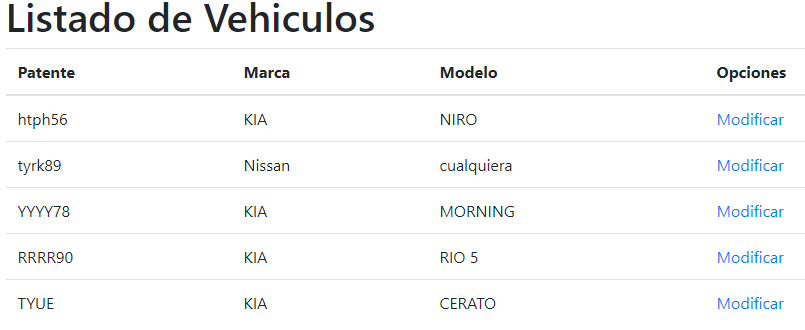 Listado de Vehiculos
Patente Marca Modelo Opciones
htph56 KIA NIRO Modificar
tyrk89 Nissan cualquiera Modificar
YYYY78 KIA MORNING Modificar
RRRR90 KIA RIO 5 Modificar
TYUE KIA CERATO Modificar